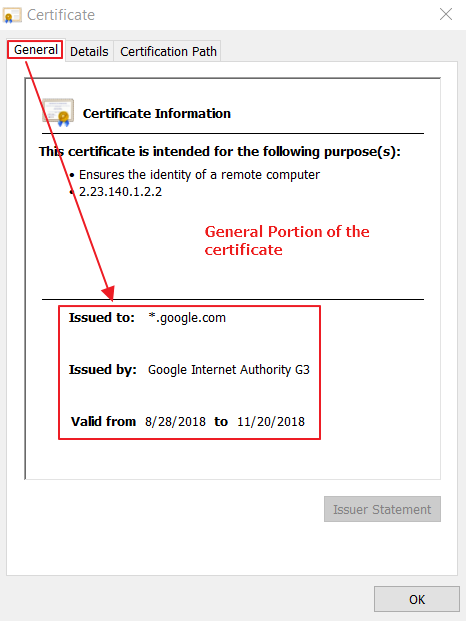 Certificate
General Details Certification Path
Certificate Information
This certificate is intended for the following purpose(s):
• Ensures the identity of a remote computer
• 2.23.140.1.2.2
General Portion of the
certificate
Issued to: *.google.com
Issued by: Google Internet Authority G3
Valid from 8/28/2018 to 11/20/2018
Issuer Statement
OK